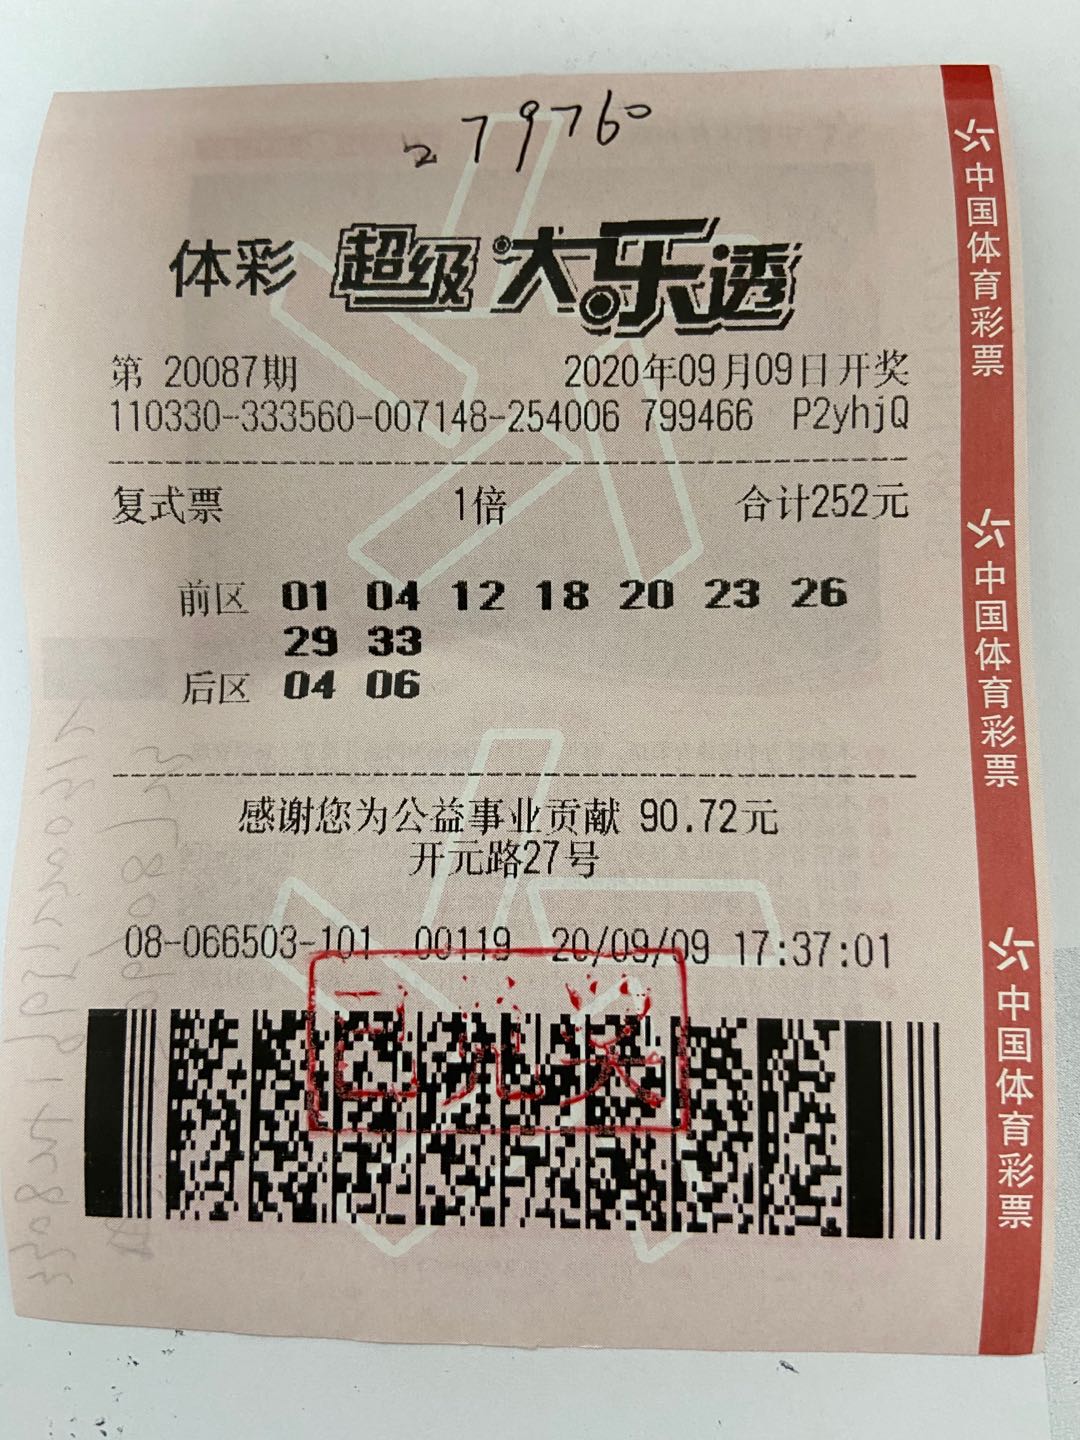 279760
体彩 超级大乐透
第 20087期 2020年09月09日开奖
110330-333560-007148-254006 799466 P2yhjQ
复式票 1倍 合计252元
前区 01 04 12 18 20 23 26
29 33
后区 04 06
感谢您为公益事业贡献 90.72元
开元路27号
08-066503-101 00119 20/09/09 17:37:01
已兑奖
中国体育彩票
中国体育彩票
中国体育彩票